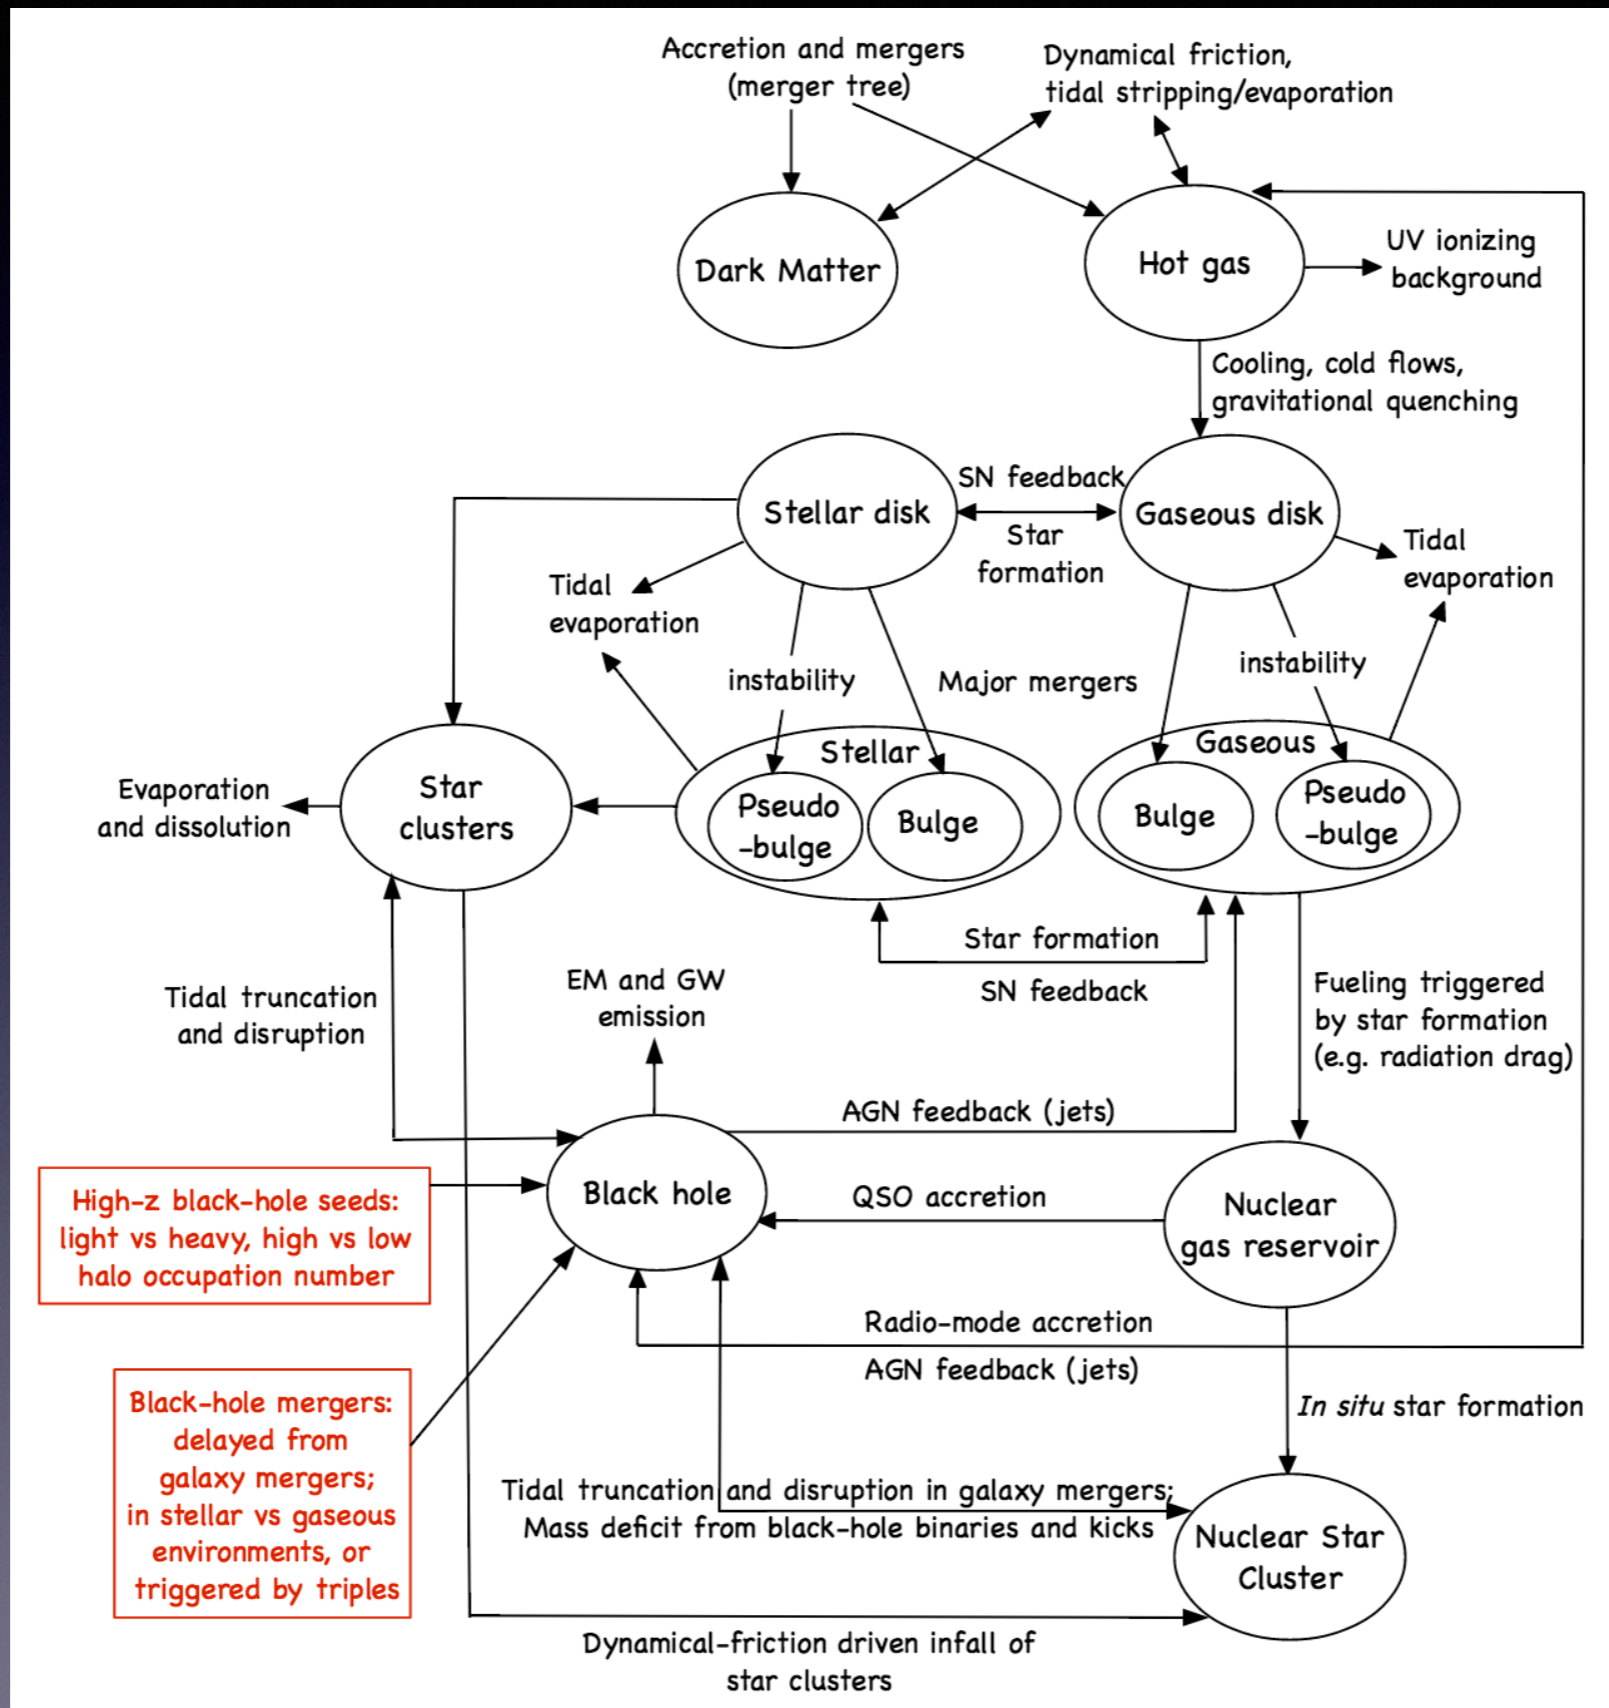 Accretion and mergers
(merger tree)
Dynamical friction,
tidal stripping/evaporation
Dark Matter
Hot gas
UV ionizing
background
Cooling, cold flows,
gravitational quenching
Stellar disk
SN feedback
Star
formation
Gaseous disk
Tidal
evaporation
Tidal
evaporation
instability
Major mergers
instability
Stellar
Pseudo
-bulge
Bulge
Gaseous
Bulge
Pseudo
-bulge
Star
clusters
Evaporation
and dissolution
Star formation
SN feedback
Tidal truncation
and disruption
EM and GW
emission
Fueling triggered
by star formation
(e.g. radiation drag)
AGN feedback (jets)
Black hole
QSO accretion
Nuclear
gas reservoir
High-z black-hole seeds:
light vs heavy, high vs low
halo occupation number
Radio-mode accretion
AGN feedback (jets)
In situ star formation
Black-hole mergers:
delayed from
galaxy mergers;
in stellar vs gaseous
environments, or
triggered by triples
Tidal truncation and disruption in galaxy mergers;
Mass deficit from black-hole binaries and kicks
Nuclear Star
Cluster
Dynamical-friction driven infall of
star clusters